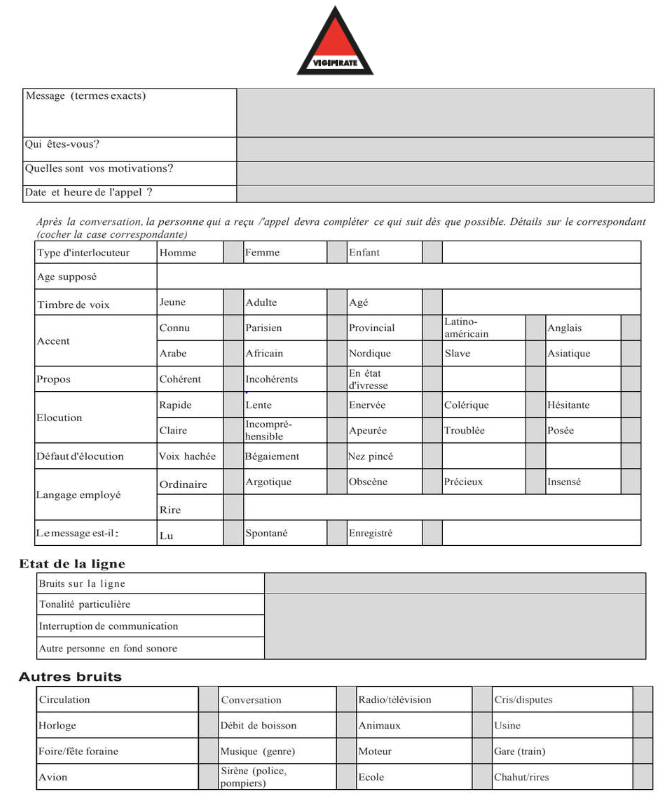 VIGIPIRATE
Message (termes exacts)
Qui êtes-vous?
Quelles sont vos motivations?
Date et heure de l'appel ?
Après la conversation, la personne qui a reçu /'appel devra compléter ce qui suit dès que possible. Détails sur le correspondant
(cocher la case correspondante)
Type d'interlocuteur Homme Femme Enfant
Age supposé
Timbre de voix Jeune Adulte Agé
Accent
Connu Parisien Provincial Latino-
américain Anglais
Arabe Africain Nordique Slave Asiatique
Propos Cohérent Incohérents En état
d'ivresse
Elocution
Rapide Lente Enervée Colérique Hésitante
Claire Incompré-
hensible Apeurée Troublée Posée
Défaut d'élocution Voix hachée Bégaiement Nez pincé
Langage employé
Ordinaire Argotique Obscène Précieux Insensé
Rire
Le message est-il : Lu Spontané Enregistré
Etat de la ligne
Bruits sur la ligne
Tonalité particulière
Interruption de communication
Autre personne en fond sonore
Autres bruits
Circulation Conversation Radio/télévision Cris/disputes
Horloge Débit de boisson Animaux Usine
Foire/fête foraine Musique (genre) Moteur Gare (train)
Avion Sirène (police,
pompiers) Ecole Chahut/rires